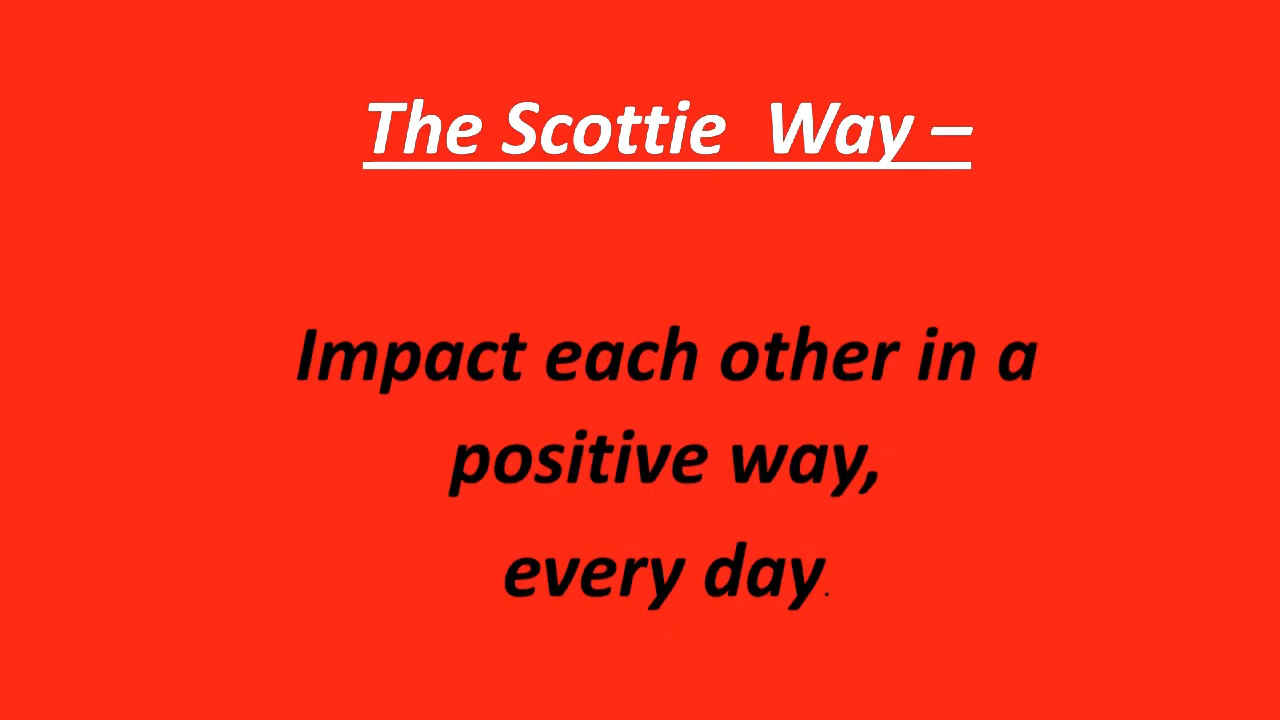 The Scottie  Way –
Impact each other in a
positive way,
every day.